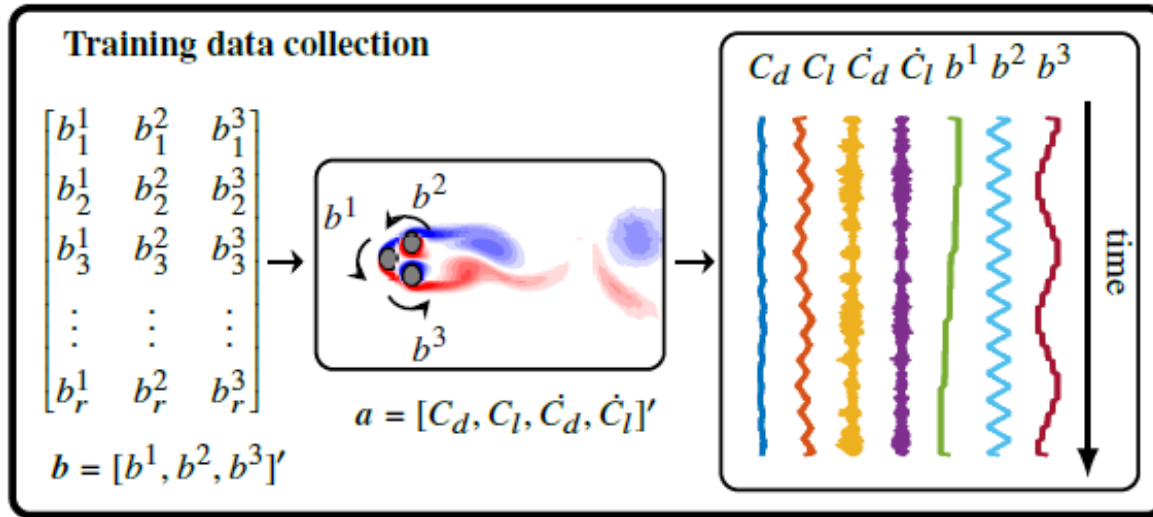 Training data collection
C_d C_l Ċ_d Ċ_l b^1 b^2 b^3
b_1^1 b_1^2 b_1^3
b_2^1 b_2^2 b_2^3
b_3^1 b_3^2 b_3^3
⋮ ⋮ ⋮
b_r^1 b_r^2 b_r^3
b = [b^1, b^2, b^3]′
b^1
b^2
b^3
a = [C_d, C_l, Ċ_d, Ċ_l]′
time